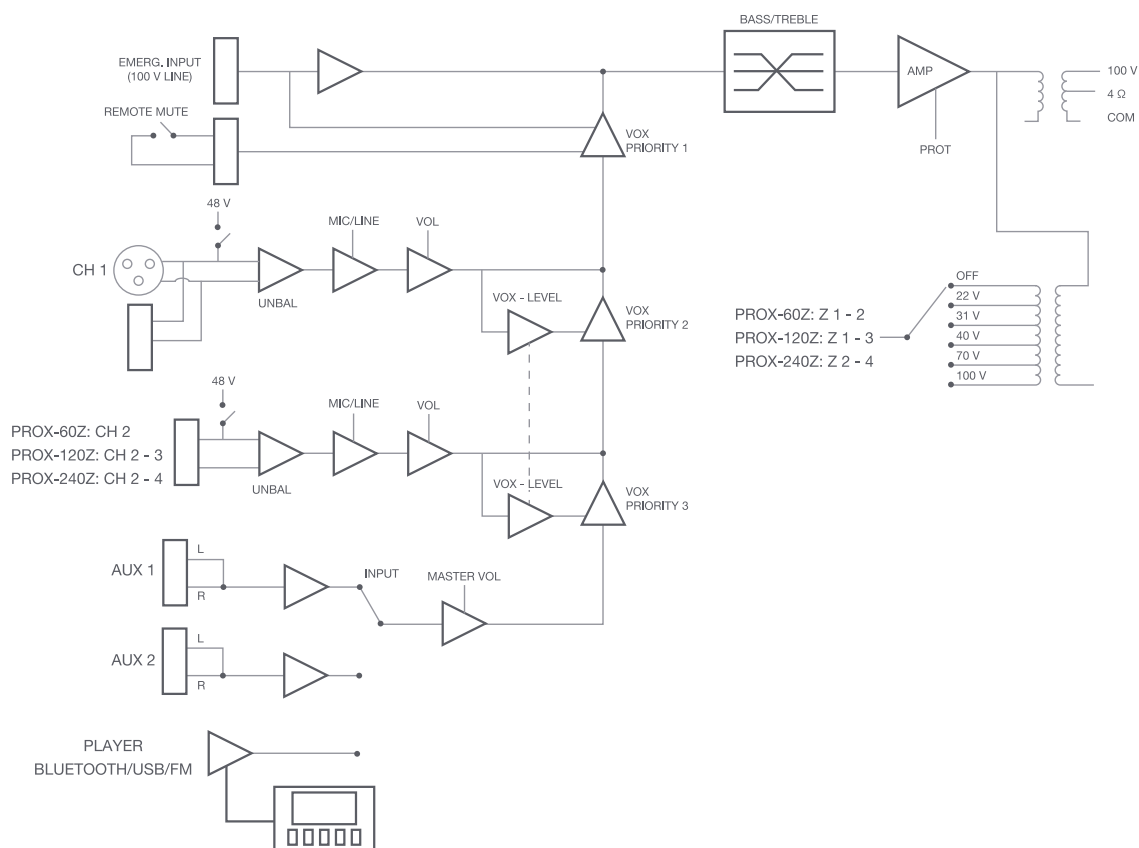 BASS/TREBLE
EMERG. INPUT
(100 V LINE)
AMP
100 V
4 Ω
COM
REMOTE MUTE
VOX
PRIORITY 1
PROT
48 V
MIC/LINE
VOL
CH 1
UNBAL
VOX - LEVEL
VOX
PRIORITY 2
OFF
22 V
31 V
40 V
70 V
100 V
PROX-60Z: Z 1 - 2
PROX-120Z: Z 1 - 3
PROX-240Z: Z 2 - 4
48 V
MIC/LINE
VOL
PROX-60Z: CH 2
PROX-120Z: CH 2 - 3
PROX-240Z: CH 2 - 4
UNBAL
VOX - LEVEL
VOX
PRIORITY 3
AUX 1
L
R
INPUT
MASTER VOL
AUX 2
L
R
PLAYER
BLUETOOTH/USB/FM